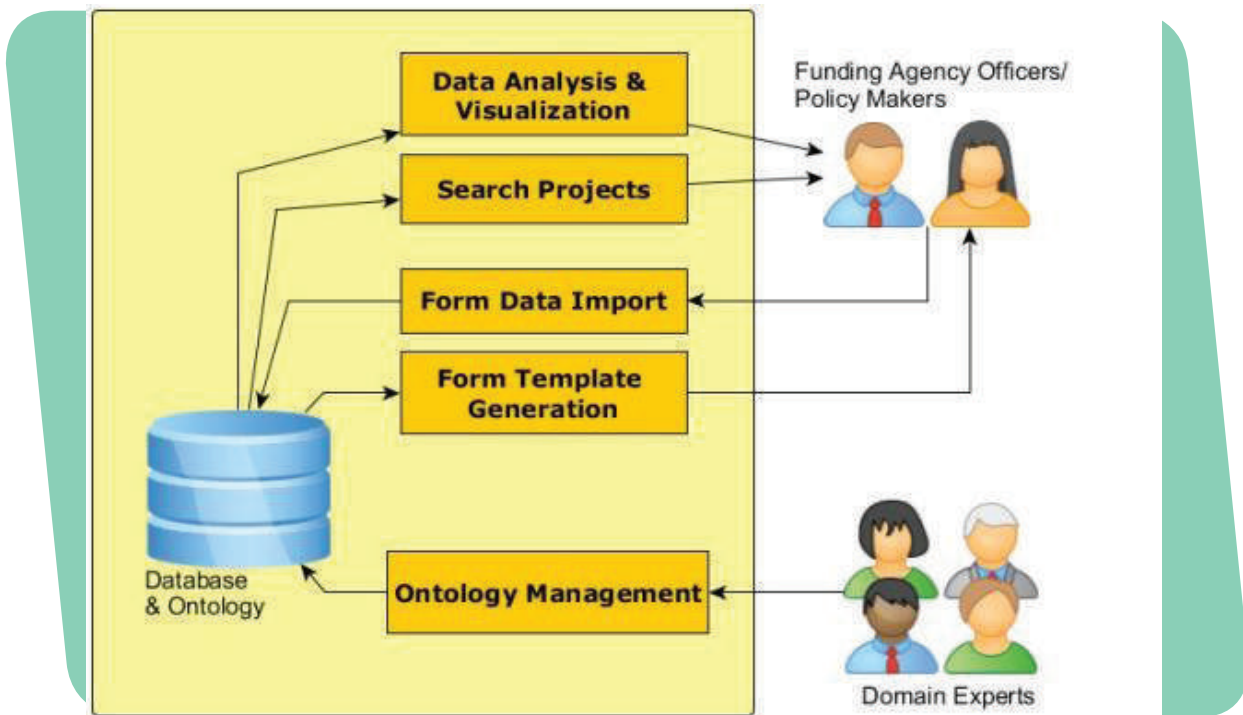 Data Analysis &
Visualization
Funding Agency Officers/
Policy Makers
Search Projects
Form Data Import
Form Template
Generation
Database
& Ontology
Ontology Management
Domain Experts